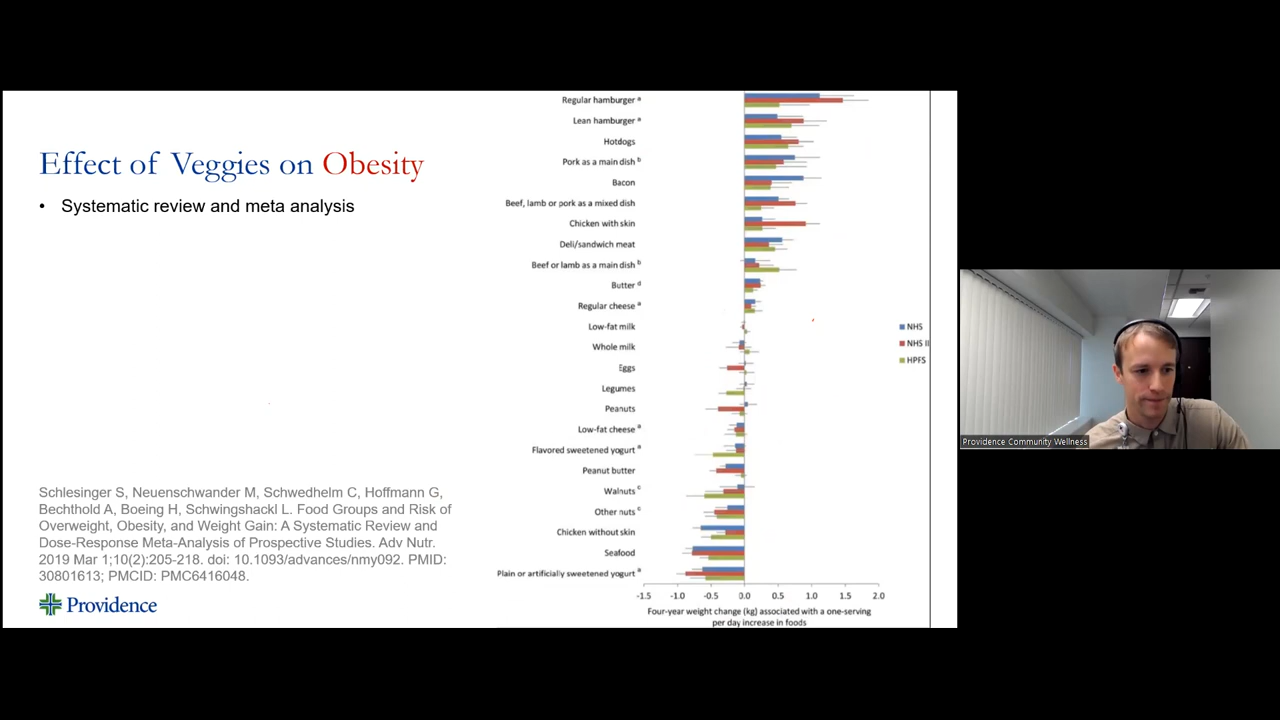 Effect of Veggies on Obesity
• Systematic review and meta analysis
Schlesinger S, Neuenschwander M, Schwedhelm C, Hoffmann G,
Bechthold A, Boeing H, Schwingshackl L. Food Groups and Risk of
Overweight, Obesity, and Weight Gain: A Systematic Review and
Dose-Response Meta-Analysis of Prospective Studies. Adv Nutr.
2019 Mar 1;10(2):205-218. doi: 10.1093/advances/nmy092. PMID:
30801613; PMCID: PMC6416048.
Providence
Regular hamburger a
Lean hamburger a
Hotdogs
Pork as a main dish b
Bacon
Beef, lamb or pork as a mixed dish
Chicken with skin
Deli/sandwich meat
Beef or lamb as a main dish b
Butter d
Regular cheese a
Low-fat milk
Whole milk
Eggs
Legumes
Peanuts
Low-fat cheese a
Flavored sweetened yogurt a
Peanut butter
Walnuts c
Other nuts c
Chicken without skin
Seafood
Plain or artificially sweetened yogurt a
-1.5 -1.0 -0.5 0.0 0.5 1.0 1.5 2.0
Four-year weight change (kg) associated with a one-serving
per day increase in foods
NHS
NHS II
HPFS
Providence Community Wellness